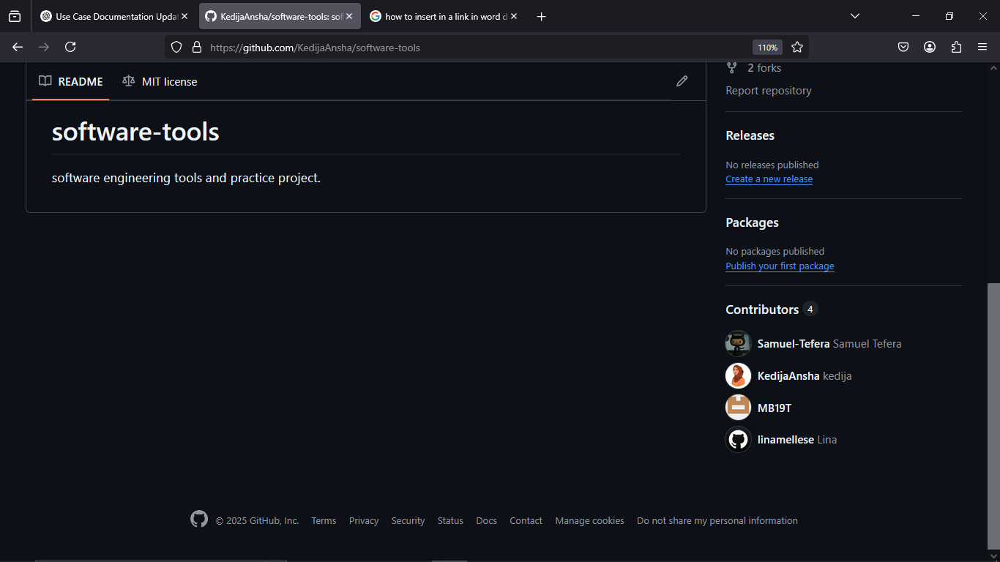 Use Case Documentation Updat
KedijaAnsha/software-tools: sof
how to insert in a link in word d
https://github.com/KedijaAnsha/software-tools
110%
README
MIT license
software-tools
software engineering tools and practice project.
2 forks
Report repository
Releases
No releases published
Create a new release
Packages
No packages published
Publish your first package
Contributors 4
Samuel-Tefera Samuel Tefera
KedijaAnsha kedija
MB19T
linamellese Lina
© 2025 GitHub, Inc. Terms Privacy Security Status Docs Contact Manage cookies Do not share my personal information